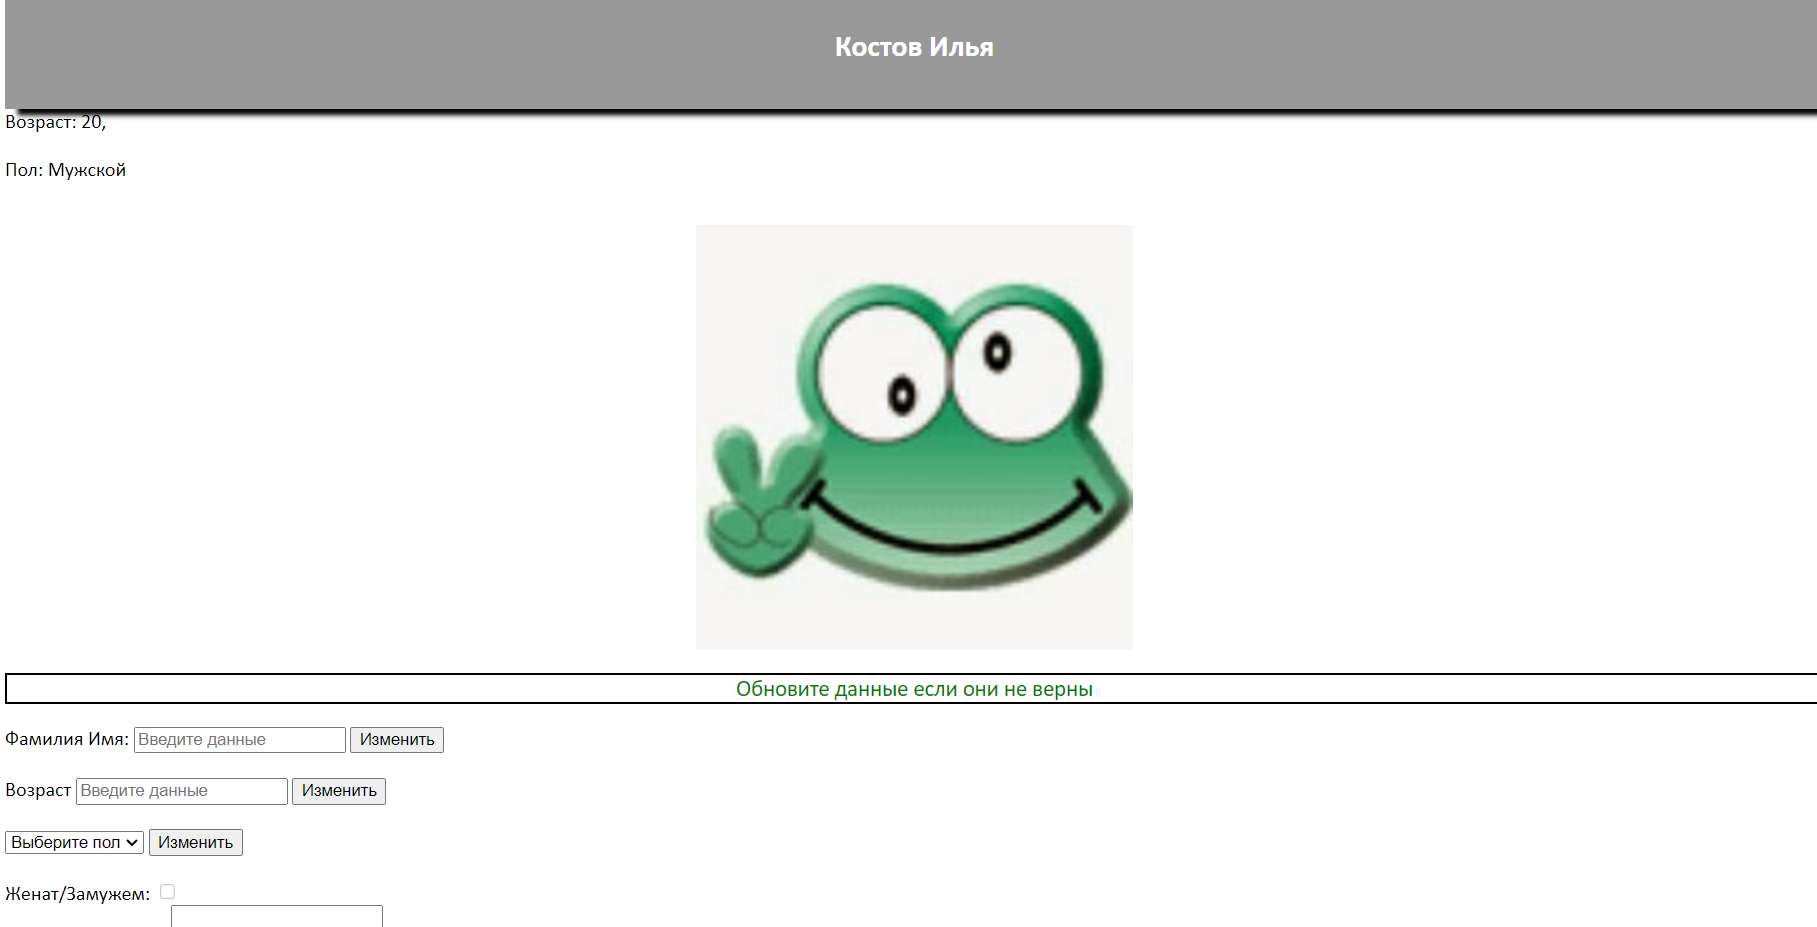 Костов Илья
Возраст: 20,
Пол: Мужской
Обновите данные если они не верны
Фамилия Имя: Введите данные Изменить
Возраст Введите данные Изменить
Выберите пол Изменить
Женат/Замужем: